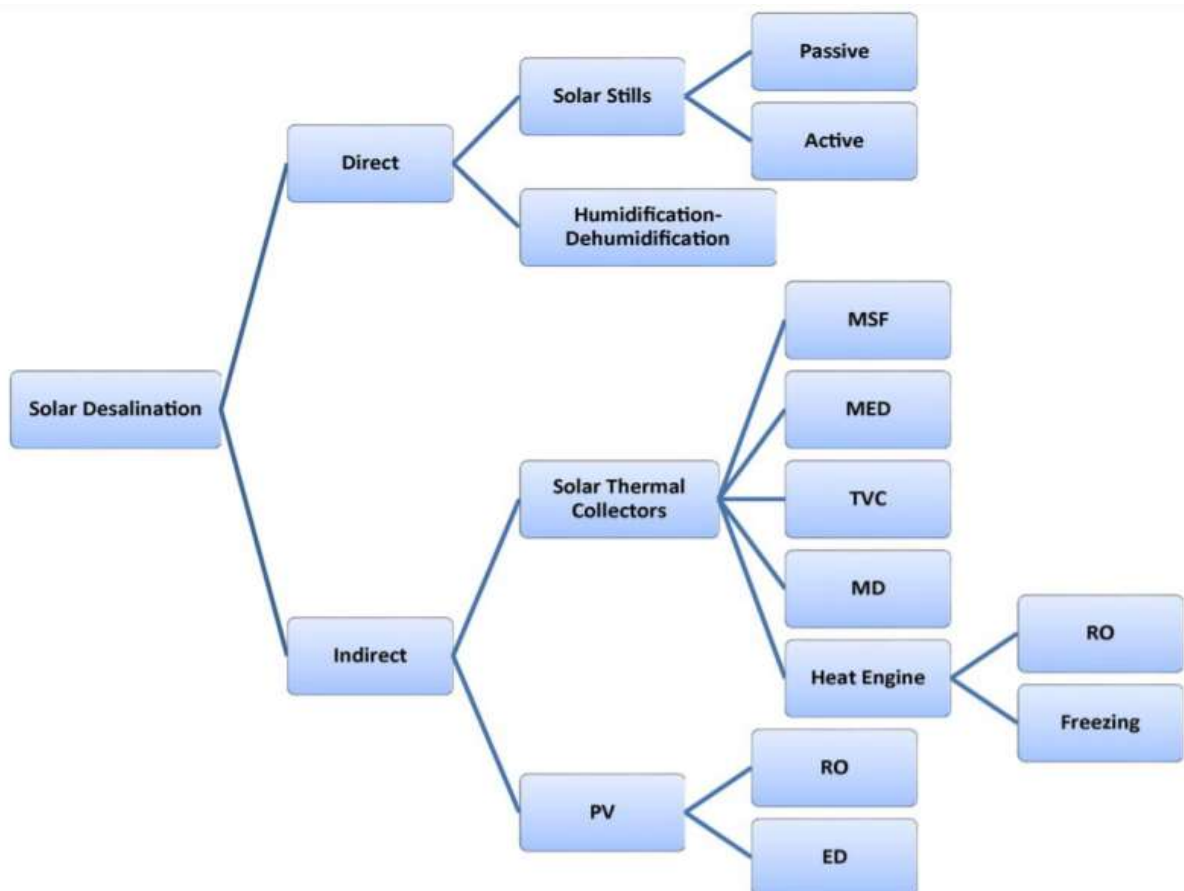 Passive
Solar Stills
Active
Direct
Humidification-
Dehumidification
MSF
Solar Desalination
MED
Solar Thermal
Collectors
TVC
MD
RO
Indirect
Heat Engine
Freezing
RO
PV
ED